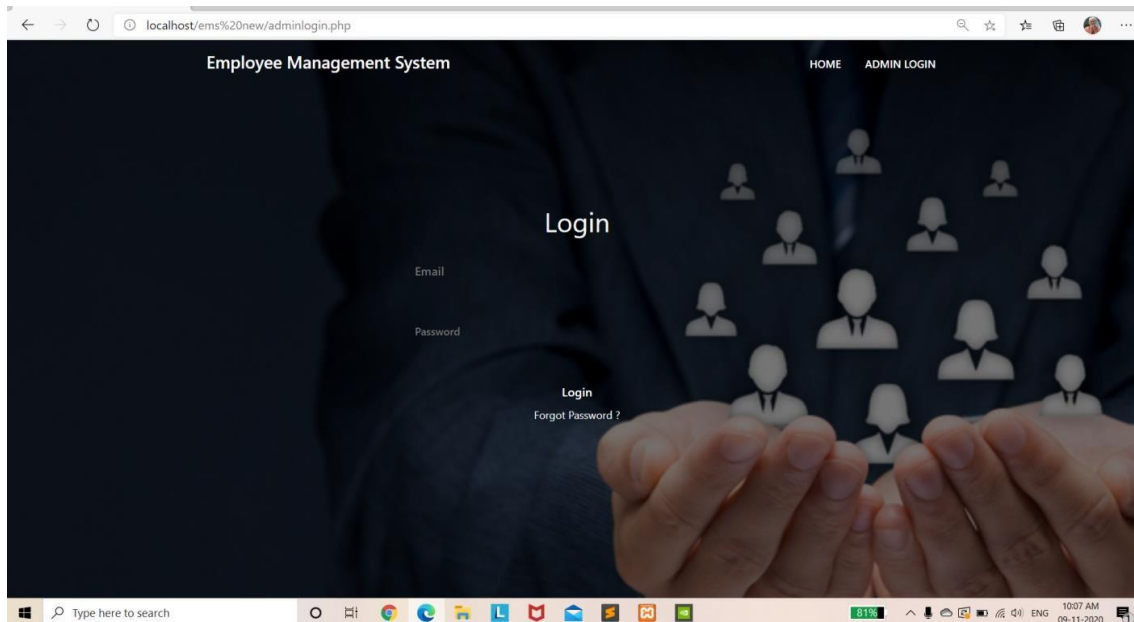 localhost/ems%20new/adminlogin.php
Employee Management System
HOME ADMIN LOGIN
Login
Email
Password
Login
Forgot Password ?
Type here to search
L
81%
ENG
10:07 AM
09-11-2020